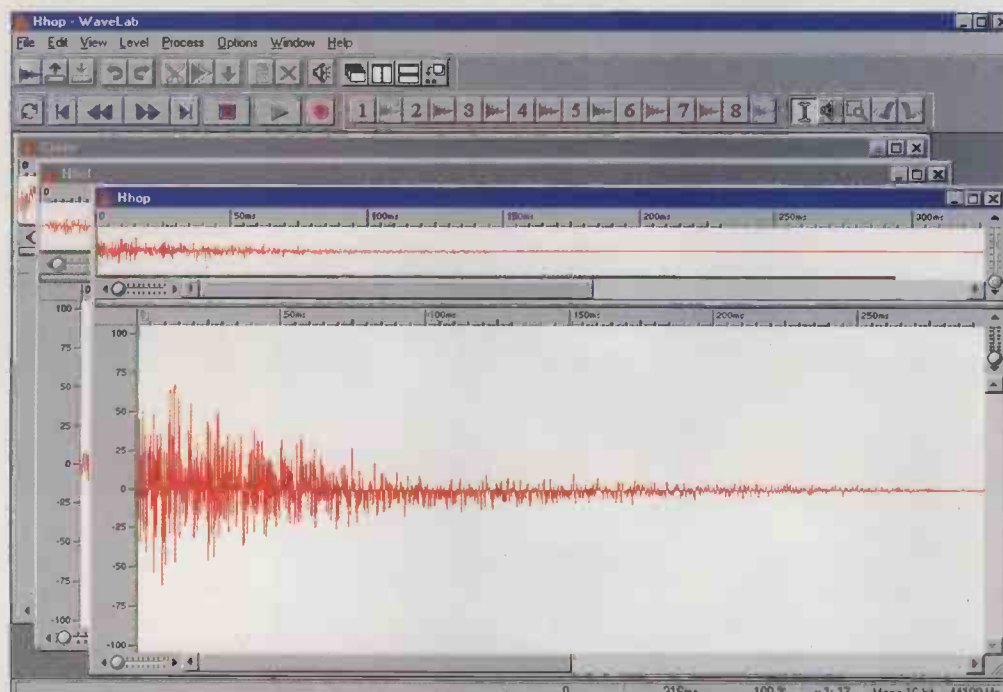 Hhop - WaveLab
File Edit View Level Process Options Window Help
1 2 3 4 5 6 7 8
Hhop
0 50ms 100ms 150ms 200ms 250ms 300ms
50ms 100ms 150ms 200ms 250ms
100
75
50
25
0
-25
-50
-75
-100
100
75
50
25
0
-25
-50
-75
-100
0 316ms 100 %